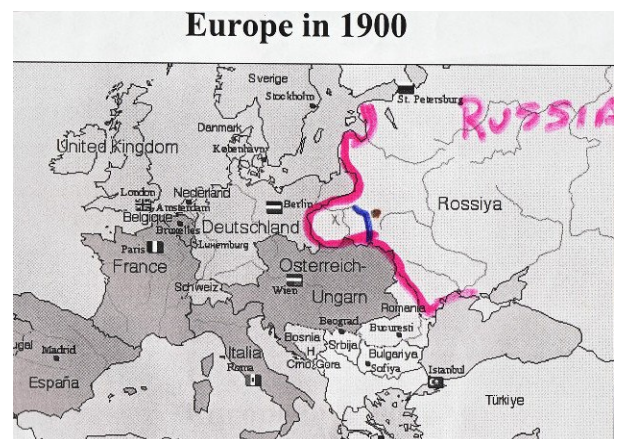 Europe in 1900
Sverige
Stockholm
St. Petersburg
RUSSIA
Danmark
København
United Kingdom
London
Nederland
Amsterdam
Berlin
Rossiya
Belgique
Bruxelles
Deutschland
Luxemburg
Paris
France
Osterreich-
Ungarn
Schweiz
Wien
Romania
Beograd
Bucuresti
Bosnia
H
Srbija
Italia
Crna Gora
Bulgariya
Sofiya
Roma
Istanbul
ugal
Madrid
España
Türkiye
X